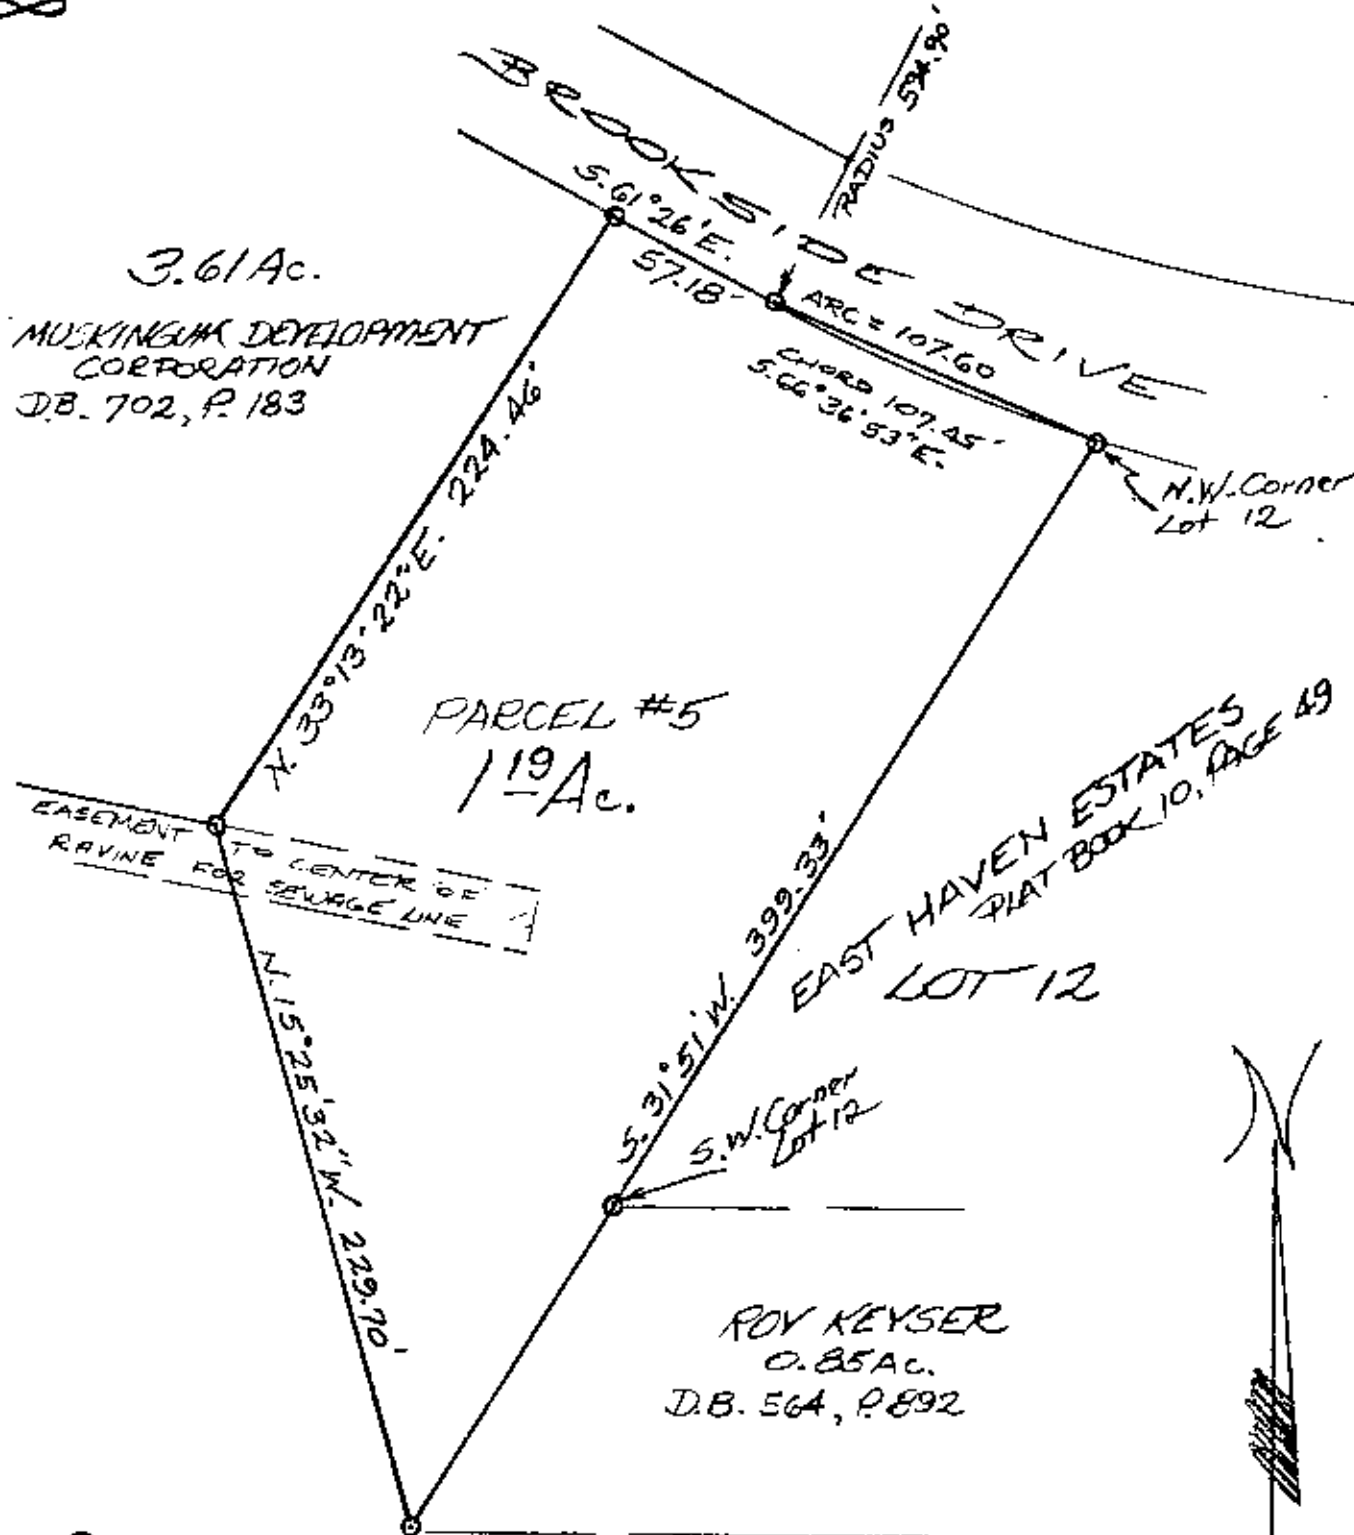 BROOKSIDE DRIVE
RADIUS 594.90'
S. 61° 26' E.
57.18'
ARC = 107.60
CHORD 107.45'
S. 66° 36' 53" E.
N.W. Corner
Lot 12
3.61 Ac.
MUSKINGUM DEVELOPMENT
CORPORATION
D.B. 702, P. 183
N. 33° 13' 22" E. 224.46'
PARCEL #5
1 19 Ac.
EASEMENT TO CENTER OF
RAVINE FOR SEWAGE LINE
EAST HAVEN ESTATES
PLAT BOOK 10, PAGE 49
LOT 12
S. 31° 51' W. 399.33'
N. 15° 25' 32" W. 229.70'
S.W. Corner
Lot 12
ROY KEYSER
0.85 Ac.
D.B. 564, P. 892